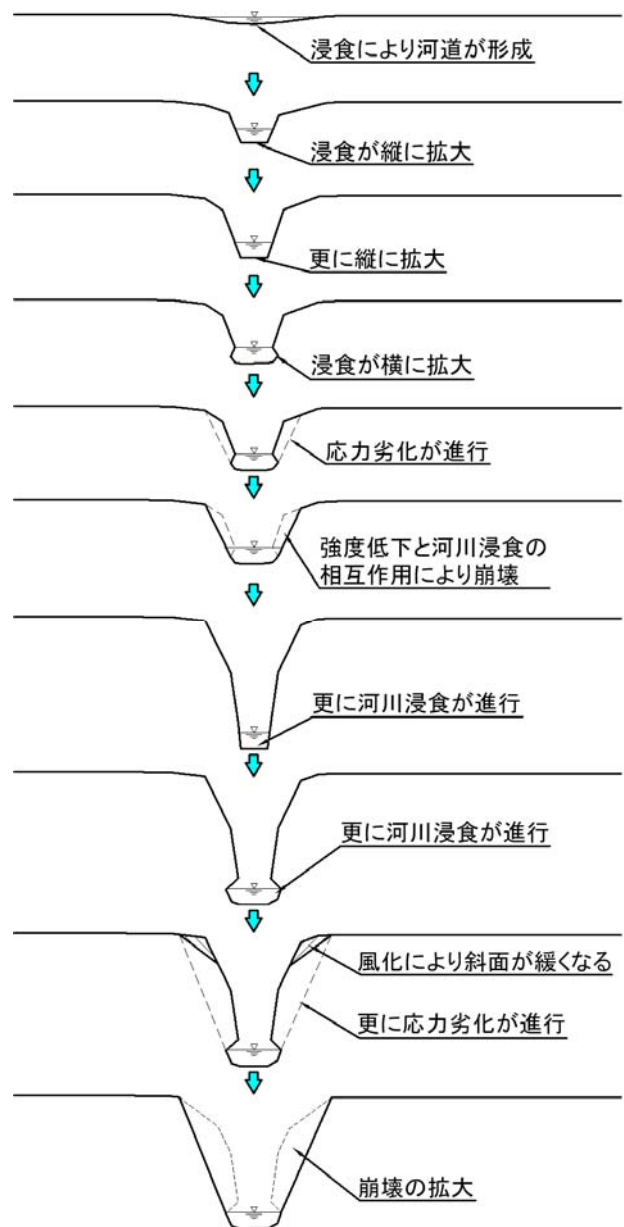 浸食により河道が形成
浸食が縦に拡大
更に縦に拡大
浸食が横に拡大
応力劣化が進行
強度低下と河川浸食の
相互作用により崩壊
更に河川浸食が進行
更に河川浸食が進行
風化により斜面が緩くなる
更に応力劣化が進行
崩壊の拡大